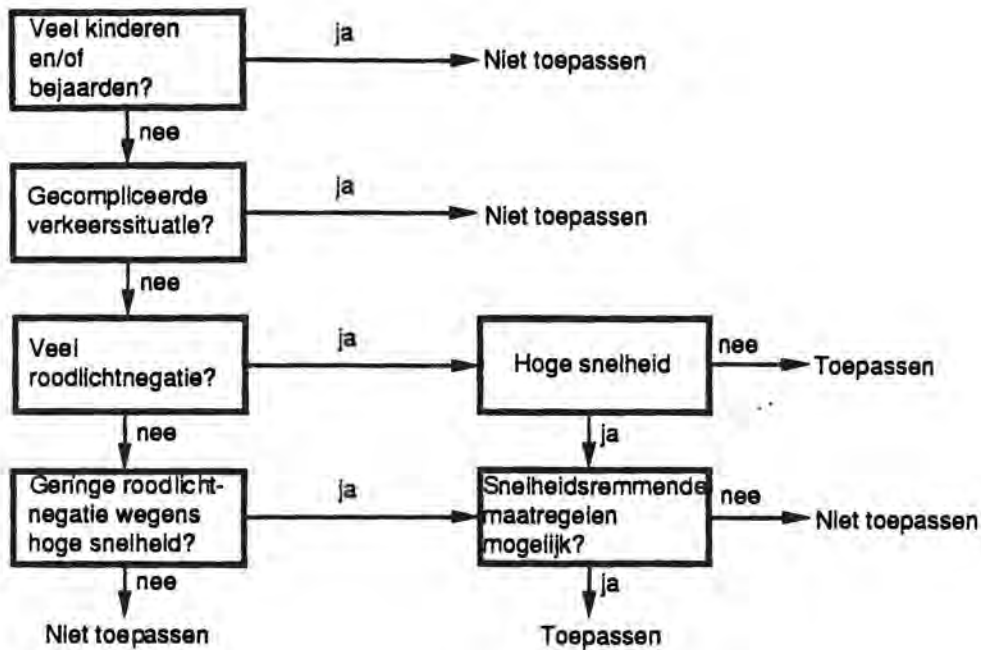 Veel kinderen
en/of
bejaarden?
ja
Niet toepassen
nee
Gecompliceerde
verkeerssituatie?
ja
Niet toepassen
nee
Veel
roodlichtnegatie?
ja
Hoge snelheid
nee
Toepassen
nee
ja
Geringe roodlicht-
negatie wegens
hoge snelheid?
ja
Snelheidsremmende
maatregelen
mogelijk?
nee
Niet toepassen
nee
ja
Niet toepassen
Toepassen